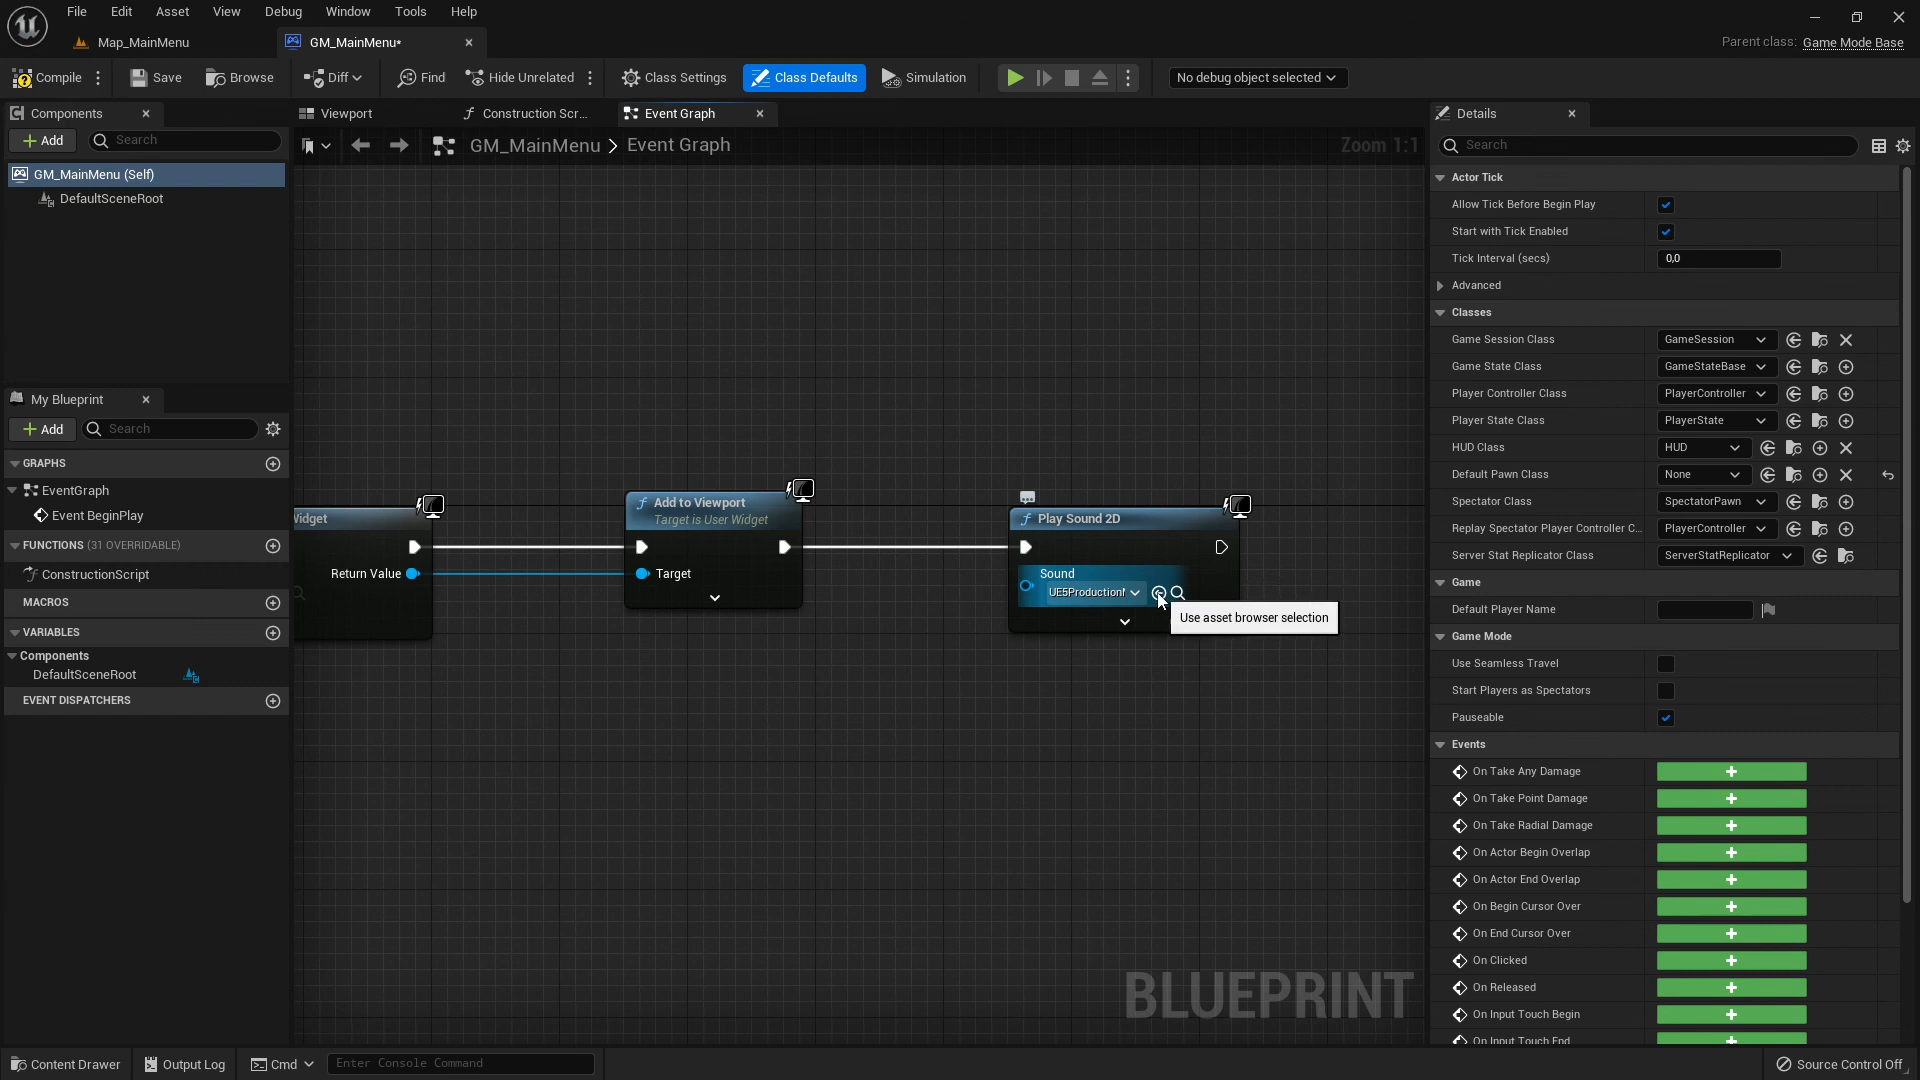 File Edit Asset View Debug Window Tools Help
Map_MainMenu
GM_MainMenu*
Parent class: Game Mode Base
Compile Save Browse Diff Find Hide Unrelated Class Settings Class Defaults Simulation No debug object selected
Components
Add Search
GM_MainMenu (Self)
DefaultSceneRoot
My Blueprint
Add Search
GRAPHS
EventGraph
Event BeginPlay
FUNCTIONS (31 OVERRIDABLE)
ConstructionScript
MACROS
VARIABLES
Components
DefaultSceneRoot
EVENT DISPATCHERS
Viewport Construction Scr... Event Graph
GM_MainMenu > Event Graph
Zoom 1:1
Widget
Return Value
Add to Viewport
Target is User Widget
Target
Play Sound 2D
Sound
UE5Production
Use asset browser selection
BLUEPRINT
Details
Search
Actor Tick
Allow Tick Before Begin Play
Start with Tick Enabled
Tick Interval (secs) 0,0
Advanced
Classes
Game Session Class GameSession
Game State Class GameStateBase
Player Controller Class PlayerController
Player State Class PlayerState
HUD Class HUD
Default Pawn Class None
Spectator Class SpectatorPawn
Replay Spectator Player Controller C... PlayerController
Server Stat Replicator Class ServerStatReplicator
Game
Default Player Name
Game Mode
Use Seamless Travel
Start Players as Spectators
Pauseable
Events
On Take Any Damage
On Take Point Damage
On Take Radial Damage
On Actor Begin Overlap
On Actor End Overlap
On Begin Cursor Over
On End Cursor Over
On Clicked
On Released
On Input Touch Begin
On Input Touch End
Content Drawer Output Log Cmd Enter Console Command Source Control Off